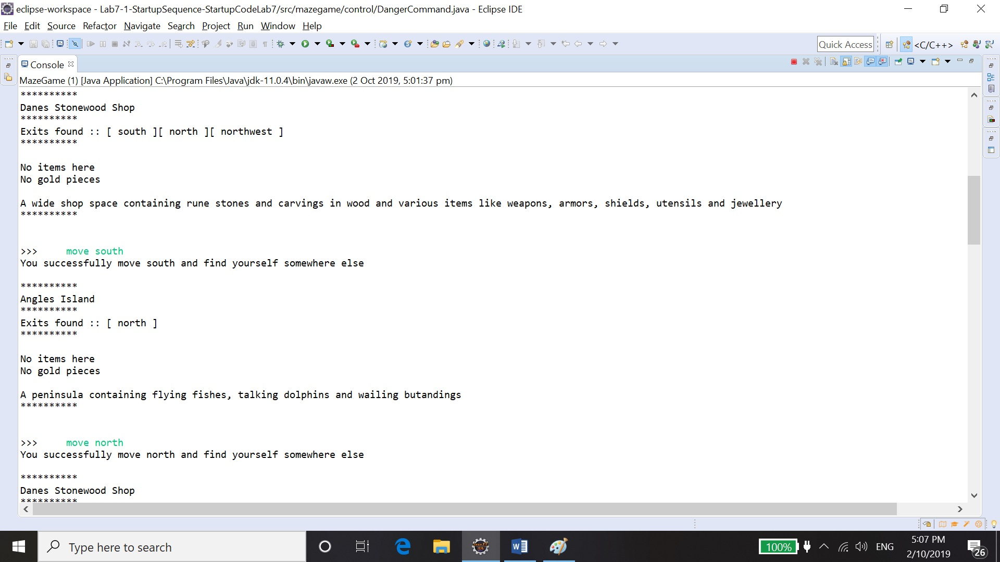 eclipse-workspace - Lab7-1-StartupSequence-StartupCodeLab7/src/mazegame/control/DangerCommand.java - Eclipse IDE
File Edit Source Refactor Navigate Search Project Run Window Help
Quick Access
<C/C++>
Console
MazeGame (1) [Java Application] C:\Program Files\Java\jdk-11.0.4\bin\javaw.exe (2 Oct 2019, 5:01:37 pm)
**********
Danes Stonewood Shop
**********
Exits found :: [ south ][ north ][ northwest ]
**********
No items here
No gold pieces
A wide shop space containing rune stones and carvings in wood and various items like weapons, armors, shields, utensils and jewellery
**********
>>> move south
You successfully move south and find yourself somewhere else
**********
Angles Island
**********
Exits found :: [ north ]
**********
No items here
No gold pieces
A peninsula containing flying fishes, talking dolphins and wailing butandings
**********
>>> move north
You successfully move north and find yourself somewhere else
**********
Danes Stonewood Shop
**********
Type here to search
100%
ENG
5:07 PM
2/10/2019
26